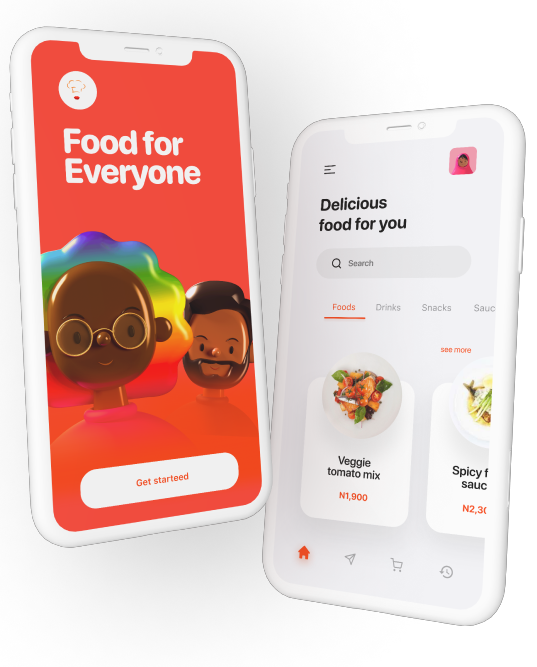 Food for
Everyone
Get starteed
Delicious
food for you
Search
Foods Drinks Snacks Sauc
see more
Veggie
tomato mix
N1,900
Spicy f
sauc
N2,3